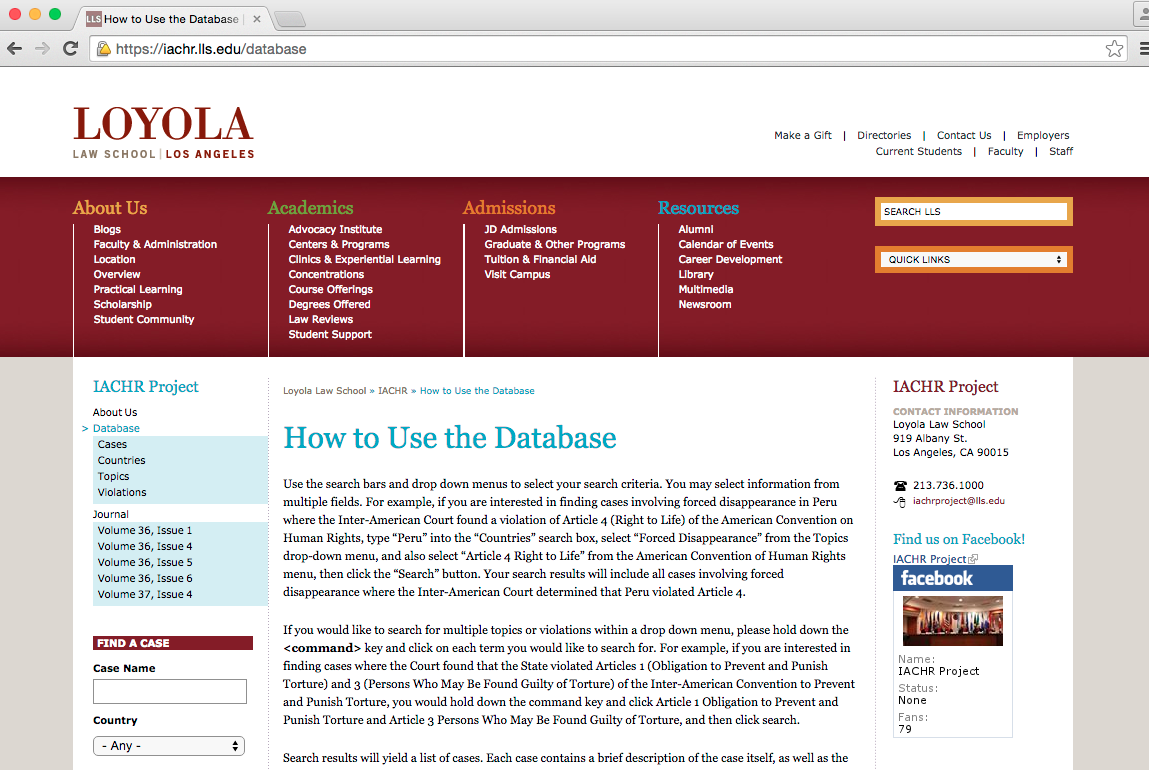 LLS How to Use the Database
https://iachr.lls.edu/database
LOYOLA
LAW SCHOOL | LOS ANGELES
Make a Gift | Directories | Contact Us | Employers
Current Students | Faculty | Staff
About Us
Blogs
Faculty & Administration
Location
Overview
Practical Learning
Scholarship
Student Community
Academics
Advocacy Institute
Centers & Programs
Clinics & Experiential Learning
Concentrations
Course Offerings
Degrees Offered
Law Reviews
Student Support
Admissions
JD Admissions
Graduate & Other Programs
Tuition & Financial Aid
Visit Campus
Resources
Alumni
Calendar of Events
Career Development
Library
Multimedia
Newsroom
SEARCH LLS
QUICK LINKS
IACHR Project
About Us
> Database
Cases
Countries
Topics
Violations
Journal
Volume 36, Issue 1
Volume 36, Issue 4
Volume 36, Issue 5
Volume 36, Issue 6
Volume 37, Issue 4
FIND A CASE
Case Name
Country
- Any -
Loyola Law School » IACHR » How to Use the Database
How to Use the Database
Use the search bars and drop down menus to select your search criteria. You may select information from
multiple fields. For example, if you are interested in finding cases involving forced disappearance in Peru
where the Inter-American Court found a violation of Article 4 (Right to Life) of the American Convention on
Human Rights, type “Peru” into the “Countries” search box, select “Forced Disappearance” from the Topics
drop-down menu, and also select “Article 4 Right to Life” from the American Convention of Human Rights
menu, then click the “Search” button. Your search results will include all cases involving forced
disappearance where the Inter-American Court determined that Peru violated Article 4.
If you would like to search for multiple topics or violations within a drop down menu, please hold down the
<command> key and click on each term you would like to search for. For example, if you are interested in
finding cases where the Court found that the State violated Articles 1 (Obligation to Prevent and Punish
Torture) and 3 (Persons Who May Be Found Guilty of Torture) of the Inter-American Convention to Prevent
and Punish Torture, you would hold down the command key and click Article 1 Obligation to Prevent and
Punish Torture and Article 3 Persons Who May Be Found Guilty of Torture, and then click search.
Search results will yield a list of cases. Each case contains a brief description of the case itself, as well as the
IACHR Project
CONTACT INFORMATION
Loyola Law School
919 Albany St.
Los Angeles, CA 90015
213.736.1000
iachrproject@lls.edu
Find us on Facebook!
IACHR Project
facebook
Name:
IACHR Project
Status:
None
Fans:
79